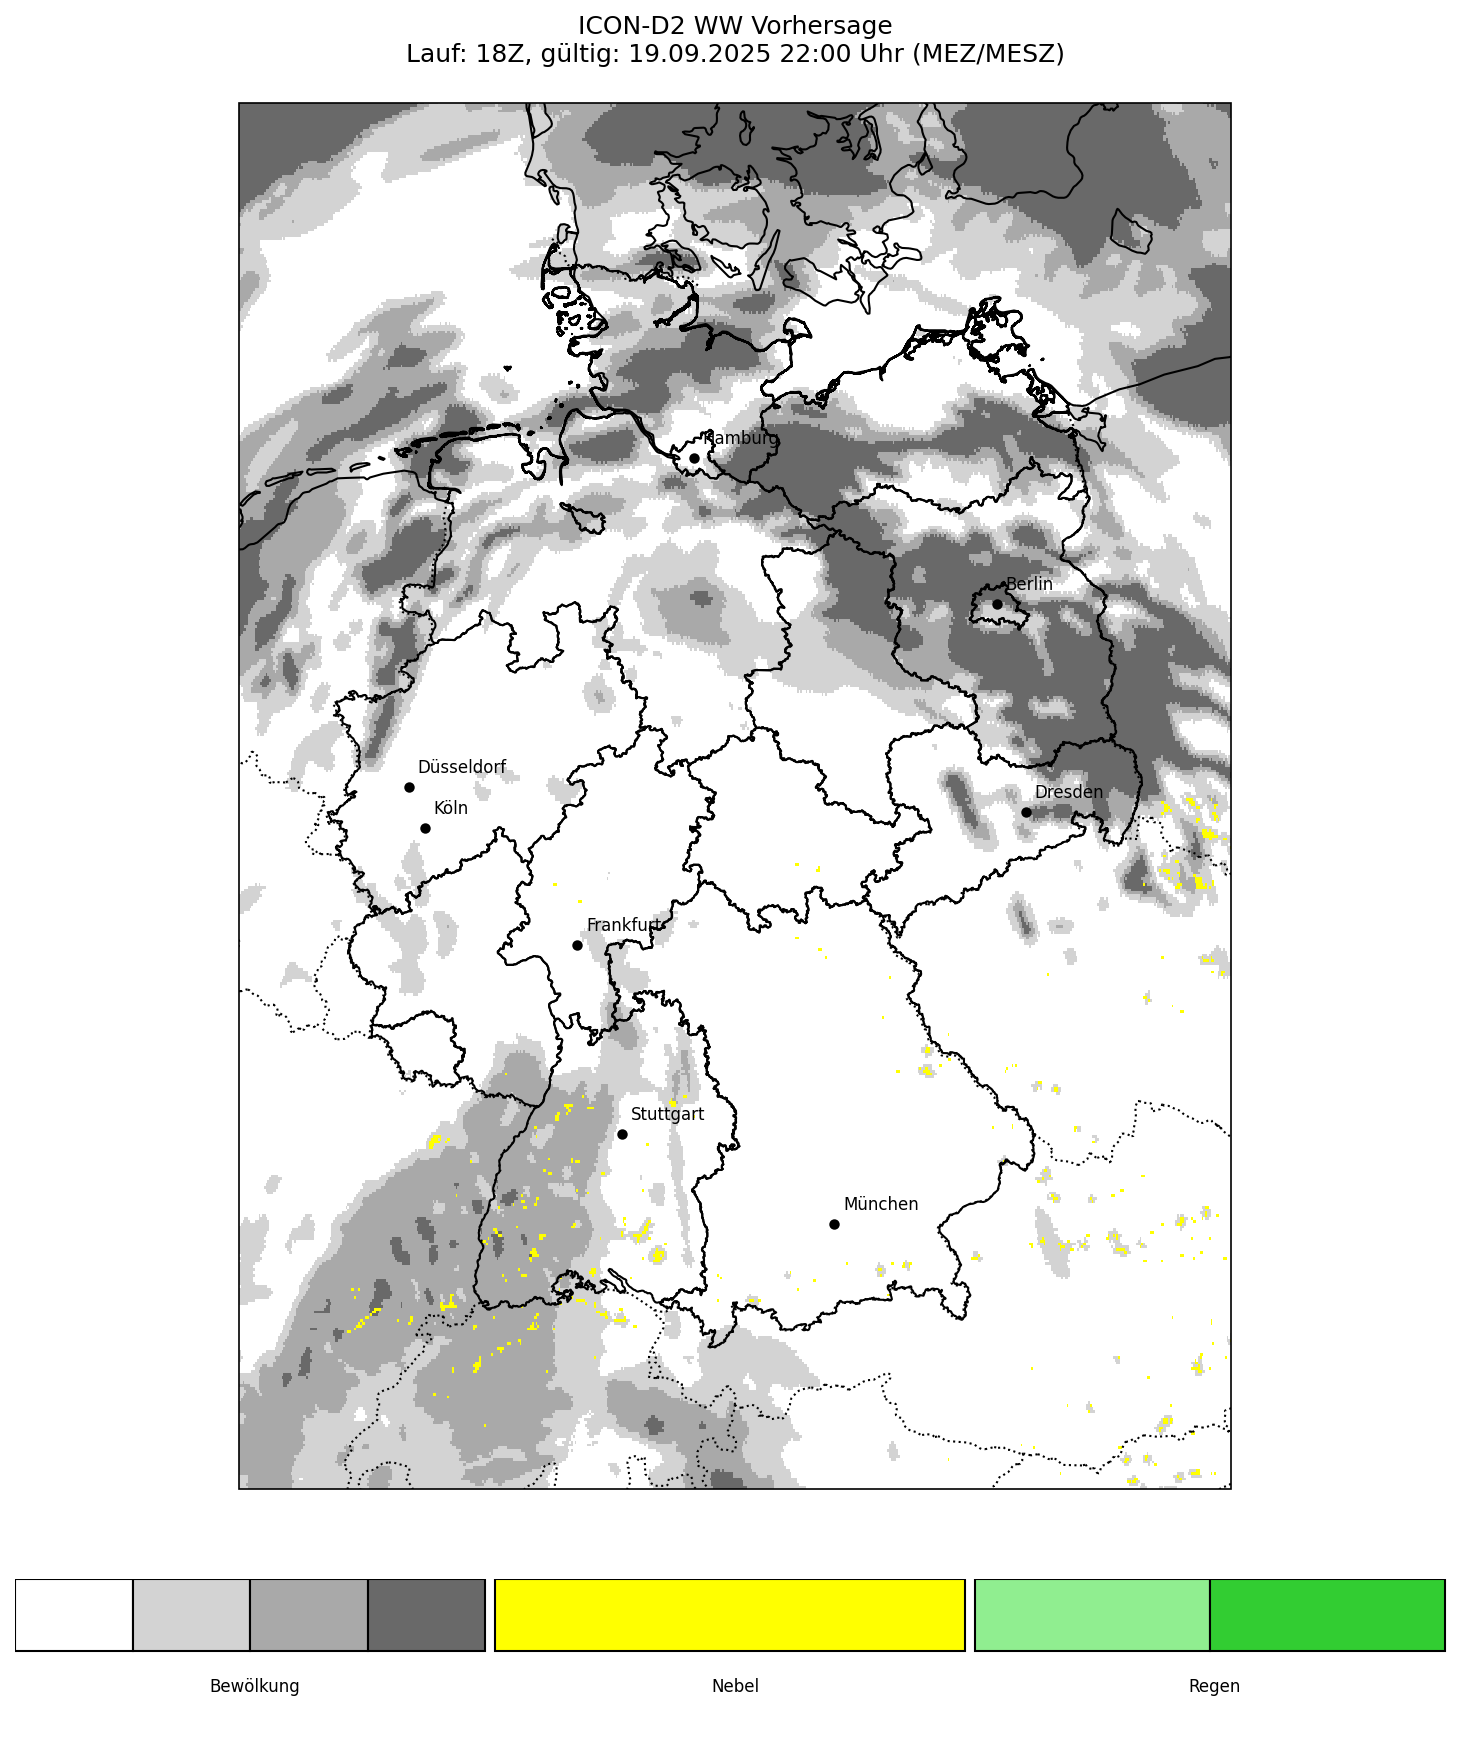 ICON-D2 WW Vorhersage
Lauf: 18Z, gültig: 19.09.2025 22:00 Uhr (MEZ/MESZ)
Hamburg
Berlin
Düsseldorf
Dresden
Köln
Frankfurt
Stuttgart
München
Bewölkung
Nebel
Regen